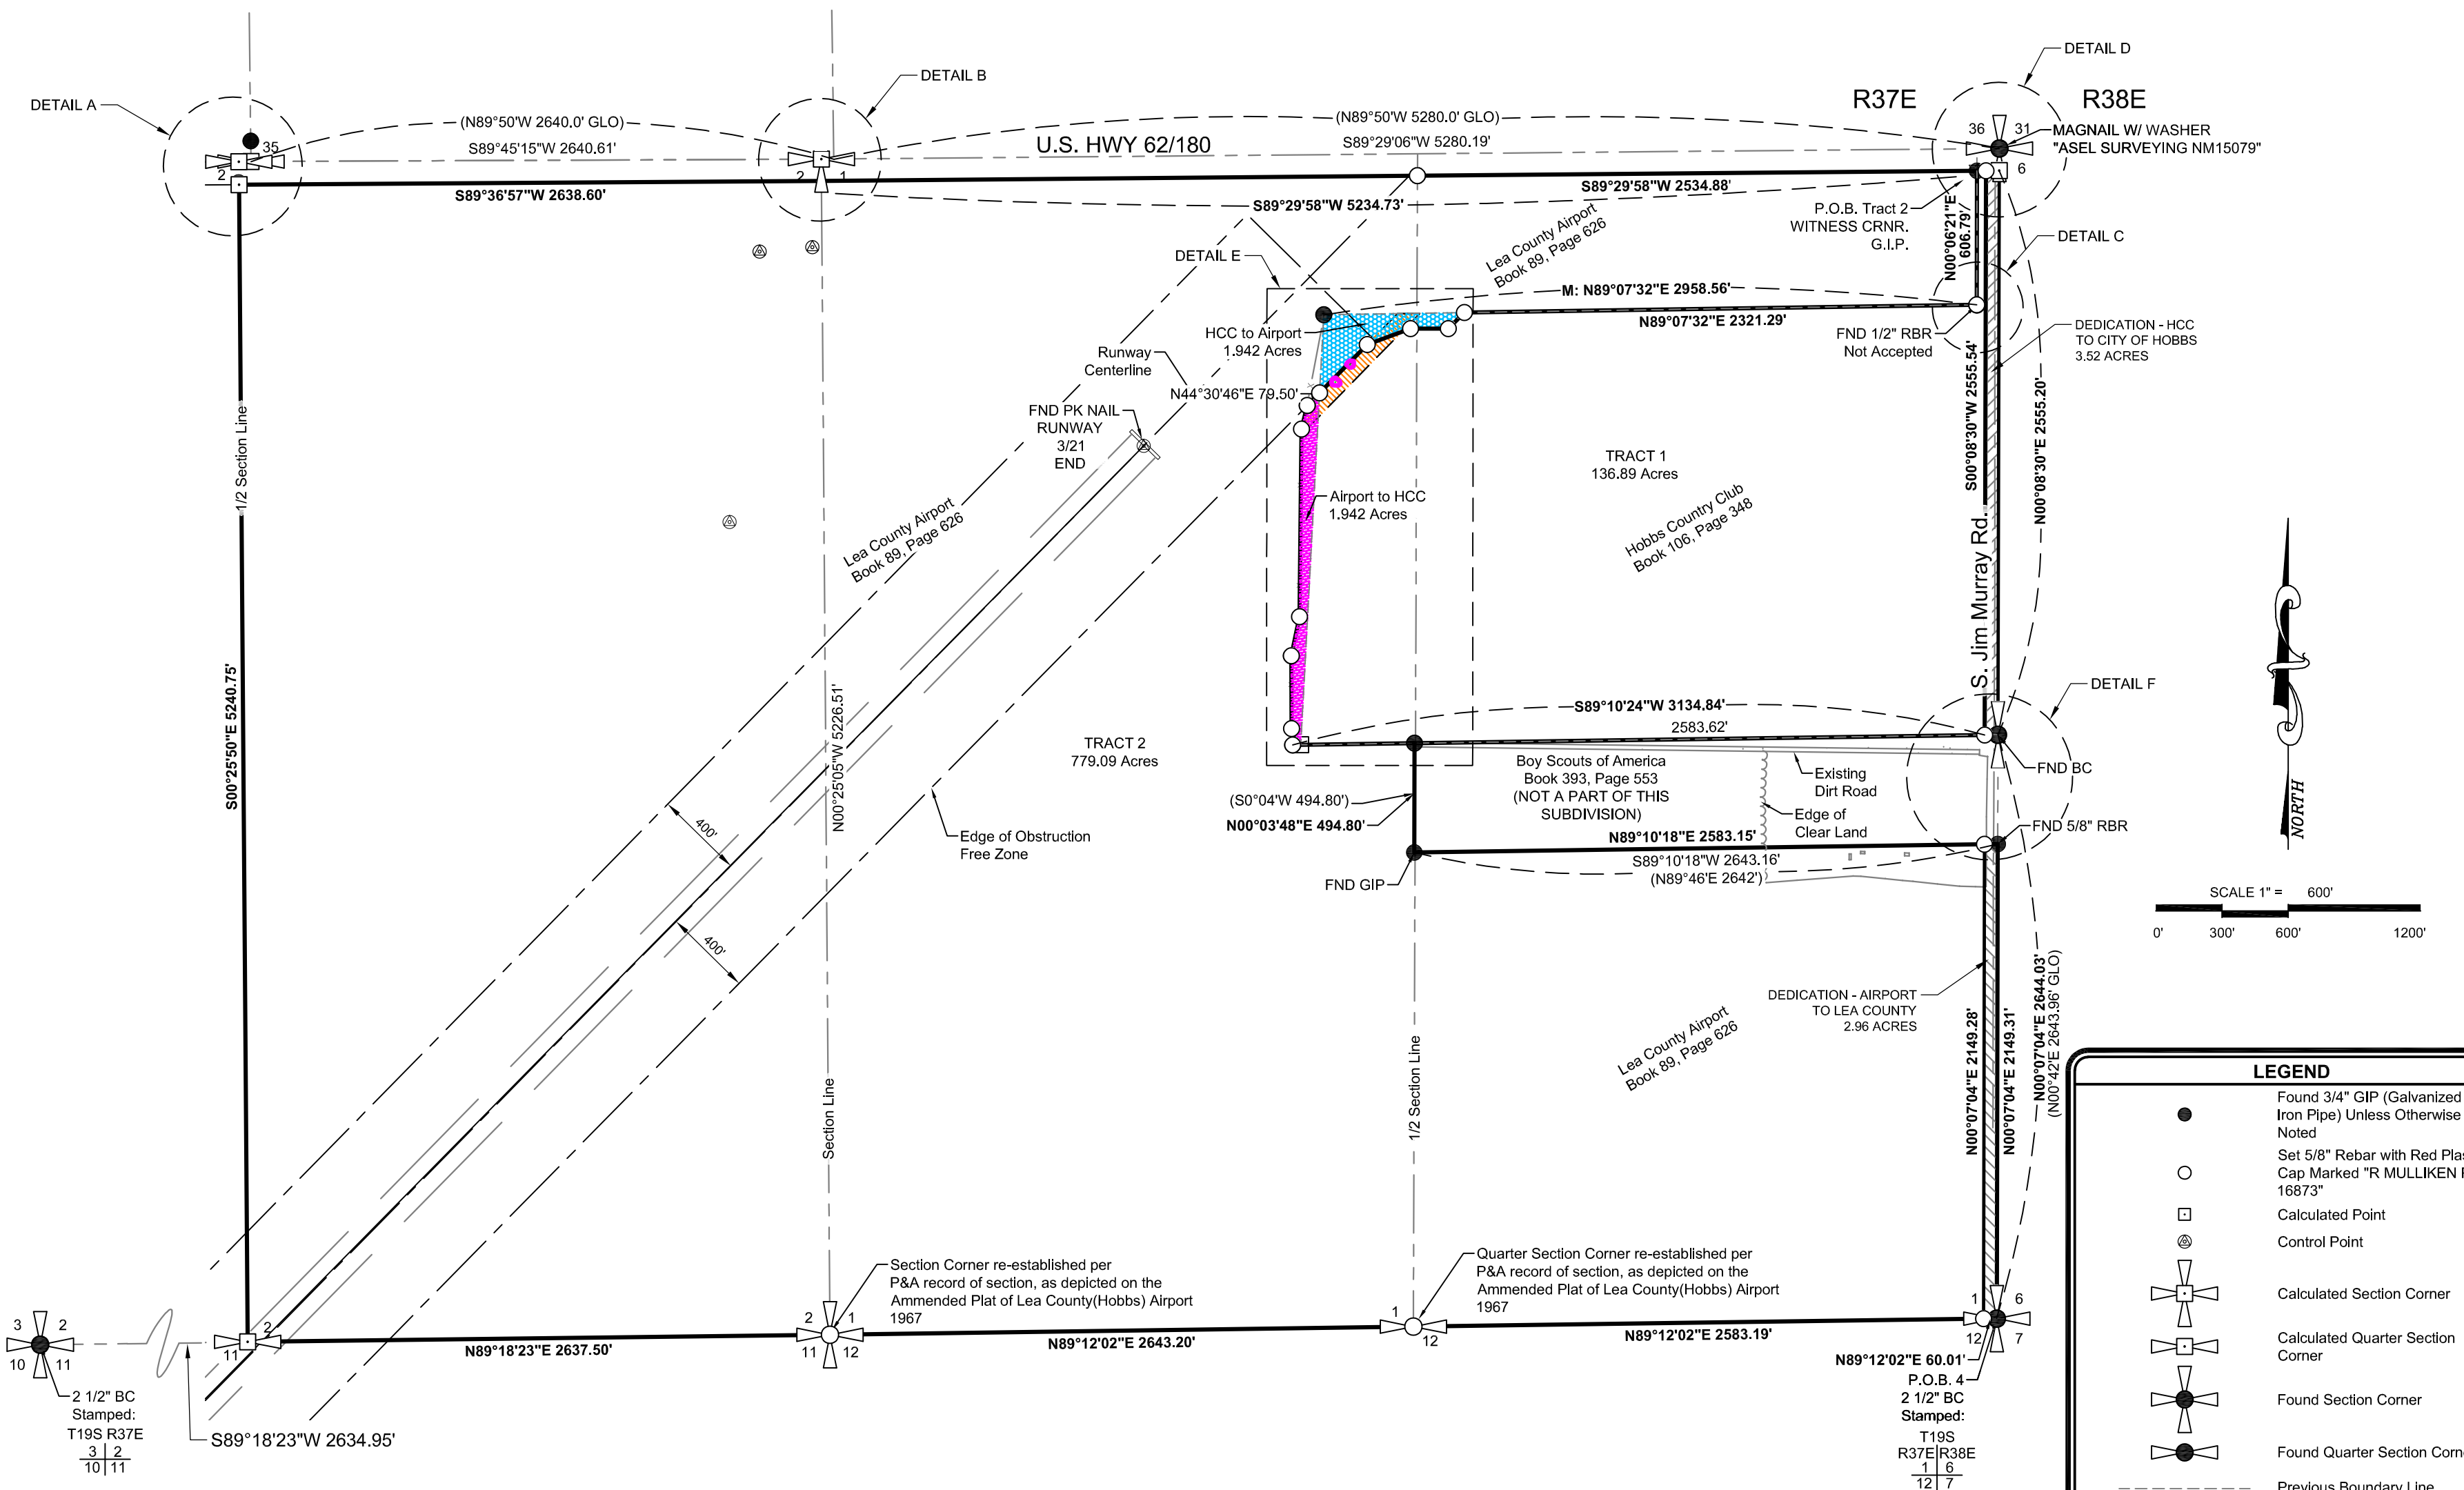 DETAIL A
DETAIL B
DETAIL D
R37E
R38E
(N89°50'W 2640.0' GLO)
S89°45'15"W 2640.61'
(N89°50'W 5280.0' GLO)
U.S. HWY 62/180
S89°29'06"W 5280.19'
35
2
2
1
36
31
6
MAGNAIL W/ WASHER
"ASEL SURVEYING NM15079"
S89°36'57"W 2638.60'
S89°29'58"W 2534.88'
S89°29'58"W 5234.73'
P.O.B. Tract 2
WITNESS CRNR.
G.I.P.
N00°06'21"E
606.79'
DETAIL C
DETAIL E
Lea County Airport
Book 89, Page 626
M: N89°07'32"E 2958.56'
N89°07'32"E 2321.29'
FND 1/2" RBR
Not Accepted
DEDICATION - HCC
TO CITY OF HOBBS
3.52 ACRES
HCC to Airport
1.942 Acres
Runway
Centerline
N44°30'46"E 79.50'
FND PK NAIL
RUNWAY
3/21
END
1/2 Section Line
S00°08'30"W 2555.54'
N00°08'30"E 2555.20'
TRACT 1
136.89 Acres
Airport to HCC
1.942 Acres
Hobbs Country Club
Book 106, Page 348
Lea County Airport
Book 89, Page 626
S. Jim Murray Rd.
S00°25'50"E 5240.75'
N00°25'05"W 5226.51'
DETAIL F
S89°10'24"W 3134.84'
2583.62'
TRACT 2
779.09 Acres
Boy Scouts of America
Book 393, Page 553
(NOT A PART OF THIS
SUBDIVISION)
Existing
Dirt Road
Edge of
Clear Land
FND BC
(S0°04'W 494.80')
N00°03'48"E 494.80'
400'
Edge of Obstruction
Free Zone
N89°10'18"E 2583.15'
FND 5/8" RBR
S89°10'18"W 2643.16'
(N89°46'E 2642')
FND GIP
400'
NORTH
SCALE 1" = 600'
0' 300' 600' 1200'
DEDICATION - AIRPORT
TO LEA COUNTY
2.96 ACRES
N00°07'04"E 2149.28'
N00°07'04"E 2149.31'
N00°07'04"E 2644.03'
(N00°42'E 2643.96' GLO)
Lea County Airport
Book 89, Page 626
Section Line
1/2 Section Line
Section Corner re-established per
P&A record of section, as depicted on the
Ammended Plat of Lea County(Hobbs) Airport
1967
Quarter Section Corner re-established per
P&A record of section, as depicted on the
Ammended Plat of Lea County(Hobbs) Airport
1967
3 2
10 11
2
11
2 1
11 12
1
12
1 6
12 7
N89°18'23"E 2637.50'
N89°12'02"E 2643.20'
N89°12'02"E 2583.19'
N89°12'02"E 60.01'
P.O.B. 4
2 1/2" BC
Stamped:
T19S
R37E R38E
1 6
12 7
2 1/2" BC
Stamped:
T19S R37E
3 2
10 11
S89°18'23"W 2634.95'
LEGEND
Found 3/4" GIP (Galvanized
Iron Pipe) Unless Otherwise
Noted
Set 5/8" Rebar with Red
Cap Marked "R MULLIKEN
16873"
Calculated Point
Control Point
Calculated Section Corner
Calculated Quarter Section
Corner
Found Section Corner
Found Quarter Section
Previous Boundary Line